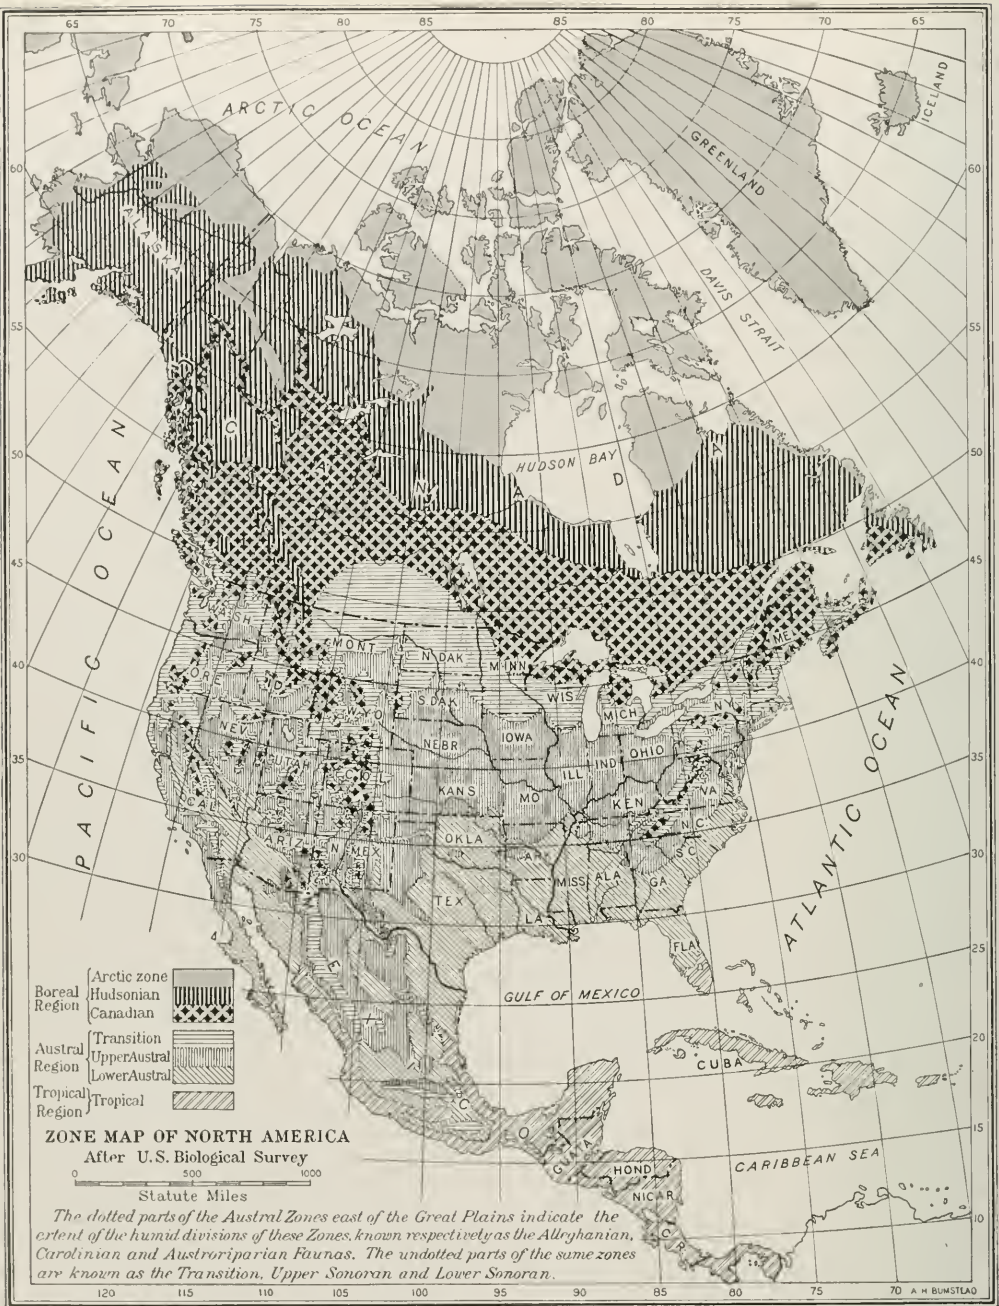 65 70 75 80 85 85 80 75 70 65
ARCTIC OCEAN
ICELAND
GREENLAND
60 60
ALASKA
DAVIS STRAIT
55 55
CANADA
HUDSON BAY
50 50
PACIFIC OCEAN
45 45
WASH.
MONT.
N. DAK
MINN
ME.
40 40
ORE
ID
S. DAK
WIS
MICH
N Y
WYO
NEV
NEBR
IOWA
OHIO
35 35
UTAH
COL
ILL
IND
KANS
MO
KEN
VA
CAL
N C
ATLANTIC OCEAN
30 30
ARIZ
N MEX
OKLA
AR
S C
MISS
ALA
GA
TEX
LA
FLA
25
MEXICO
GULF OF MEXICO
20
CUBA
15
GUATA
HOND
NICAR
C. R.
CARIBBEAN SEA
10
Boreal Region
Arctic zone
Hudsonian
Canadian
Austral Region
Transition
Upper Austral
Lower Austral
Tropical Region
Tropical
ZONE MAP OF NORTH AMERICA
After U.S. Biological Survey
0 500 1000
Statute Miles
The dotted parts of the Austral Zones east of the Great Plains indicate the
extent of the humid divisions of these Zones, known respectively as the Alleghanian,
Carolinian and Austroriparian Faunas. The undotted parts of the same zones
are known as the Transition, Upper Sonoran and Lower Sonoran.
120 115 110 105 100 95 90 85 80 75 70 A H BUMSTEAD